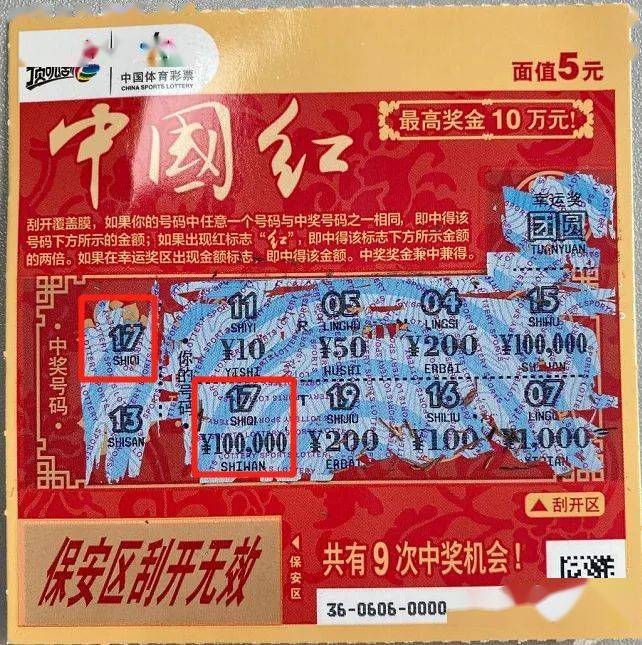 顶呱刮
中国体育彩票
CHINA SPORTS LOTTERY
面值5元
中國红
最高奖金10万元!
刮开覆盖膜，如果你的号码中任意一个号码与中奖号码之一相同，即中得该
号码下方所示的金额；如果出现红标志“红”，即中得该标志下方所示金额
的两倍。如果在幸运奖区出现金额标志，即中得该金额。中奖奖金兼中兼得。
幸运奖
团圆
TUANYUAN
中奖号码
17
SHIQI
13
SHISAN
你的号码
11
SHIYI
¥10
YISHI
05
LINGWU
¥50
WUSHI
04
LINGSI
¥200
ERBAI
15
SHIWU
¥100,000
SHIWAN
17
SHIQI
¥100,000
SHIWAN
19
SHIJIU
¥200
ERBAI
16
SHILIU
¥100
07
¥1,000
YIQIAN
刮开区
保安区刮开无效
保安区
共有9次中奖机会!
36-0606-0000